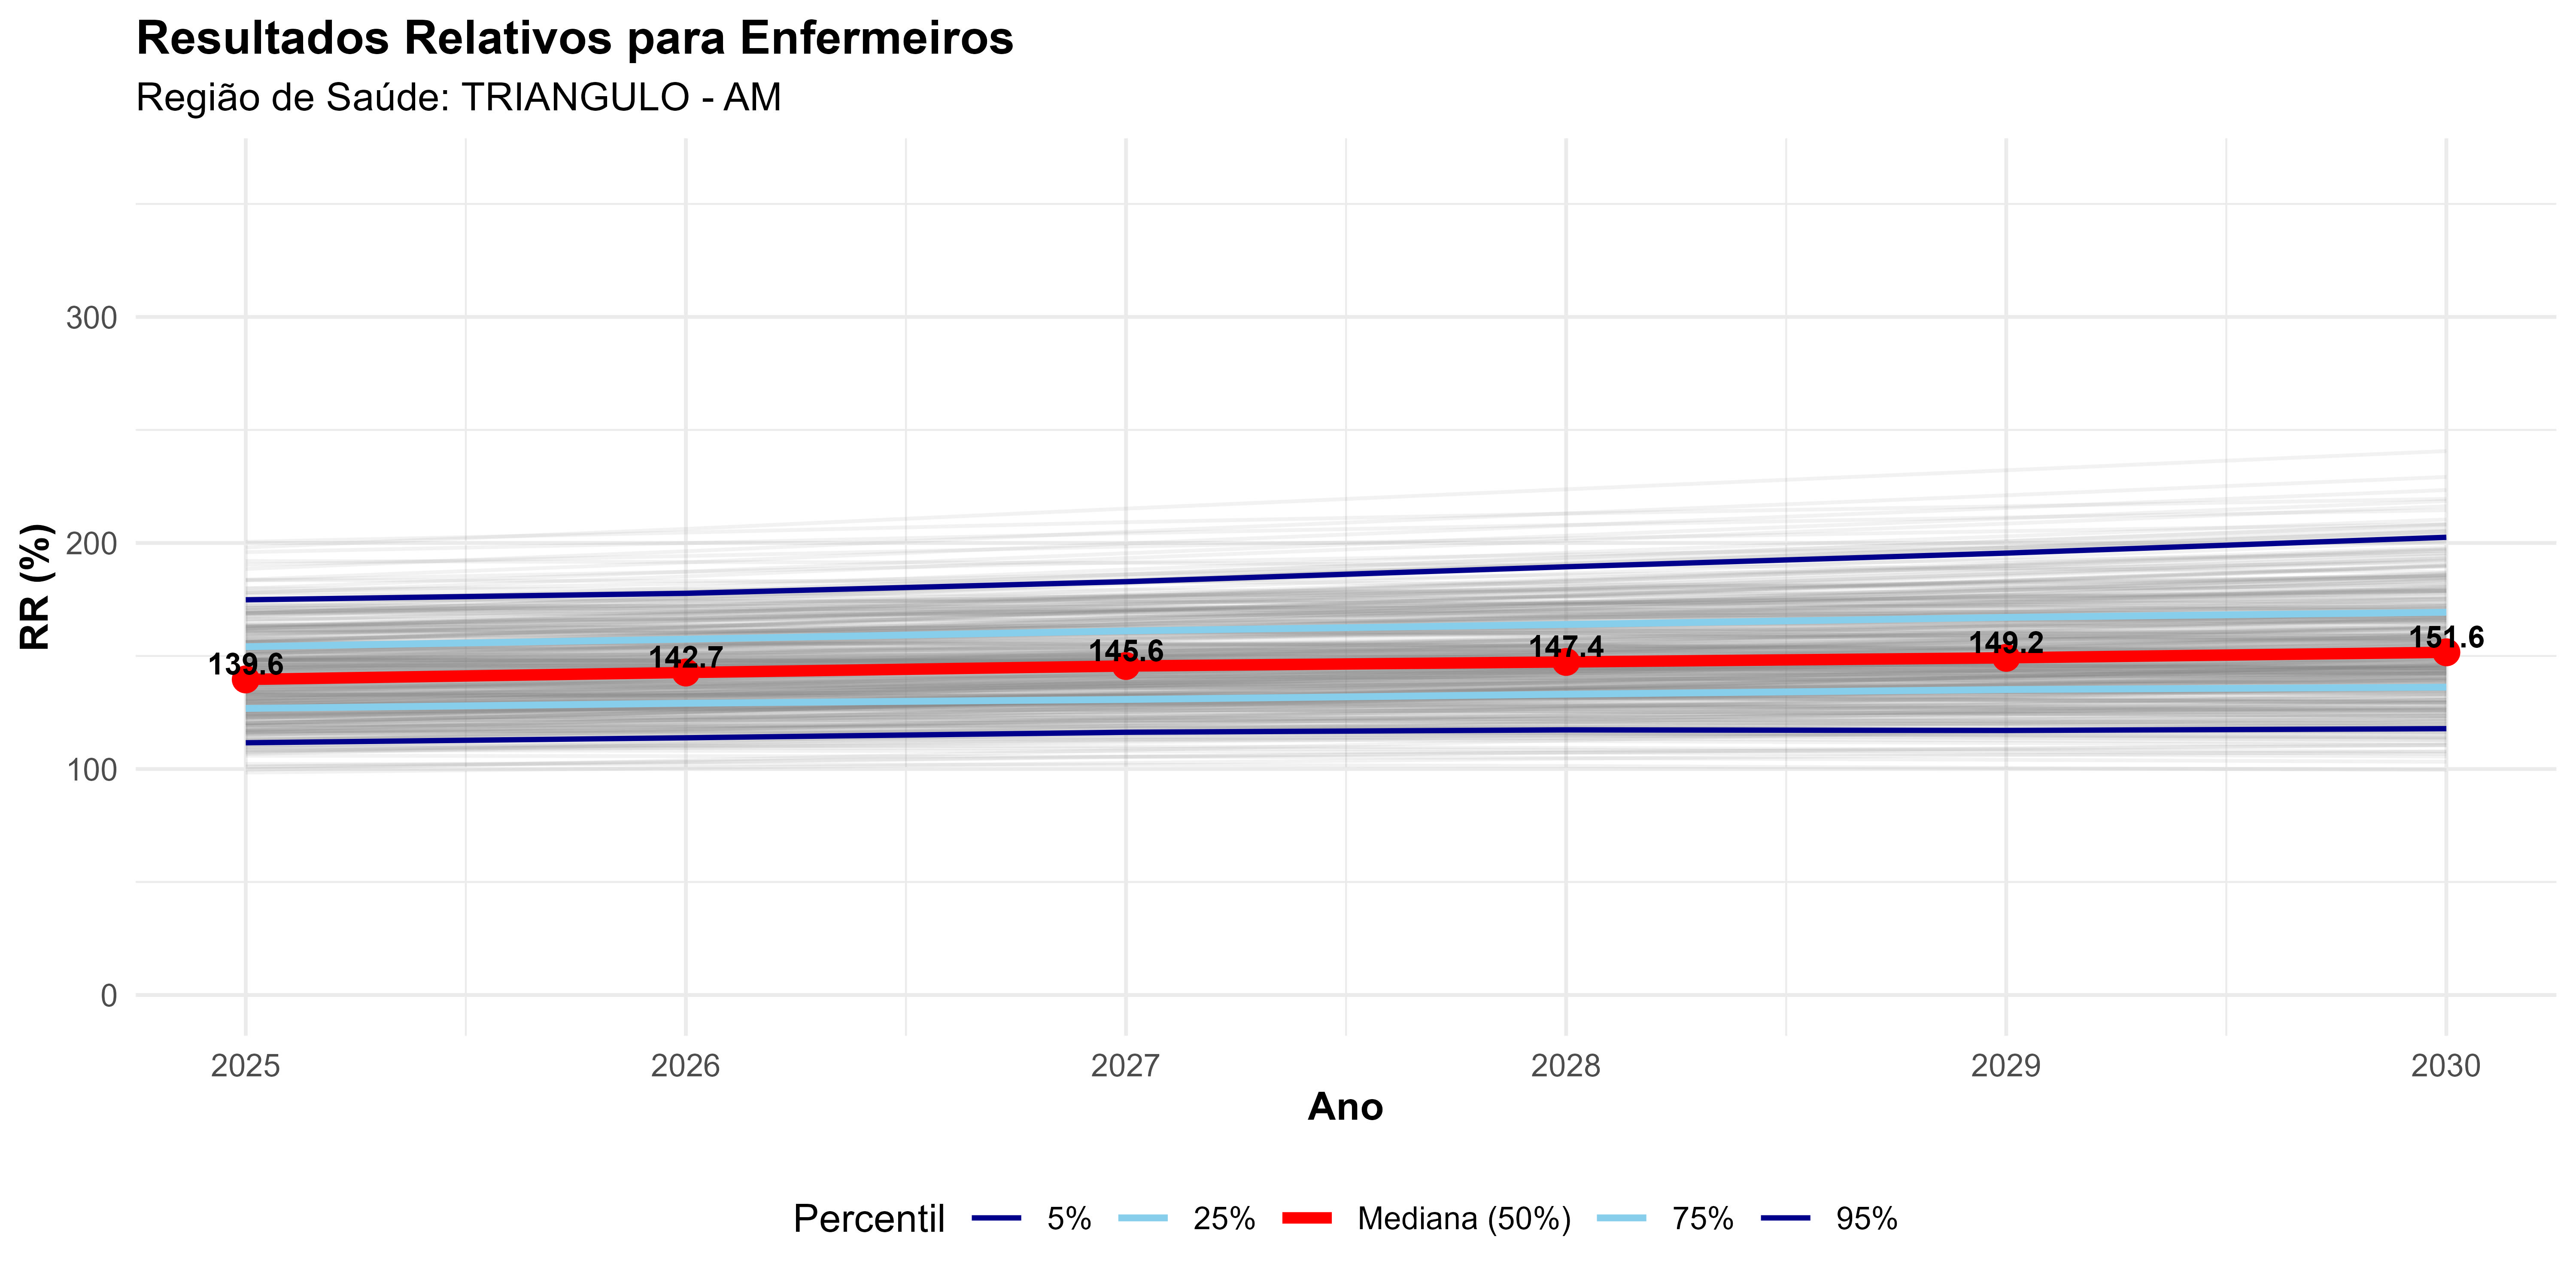 Resultados Relativos para Enfermeiros
Região de Saúde: TRIANGULO - AM
RR (%)
300
200
100
0
139.6
142.7
145.6
147.4
149.2
151.6
2025 2026 2027 2028 2029 2030
Ano
Percentil 5% 25% Mediana (50%) 75% 95%